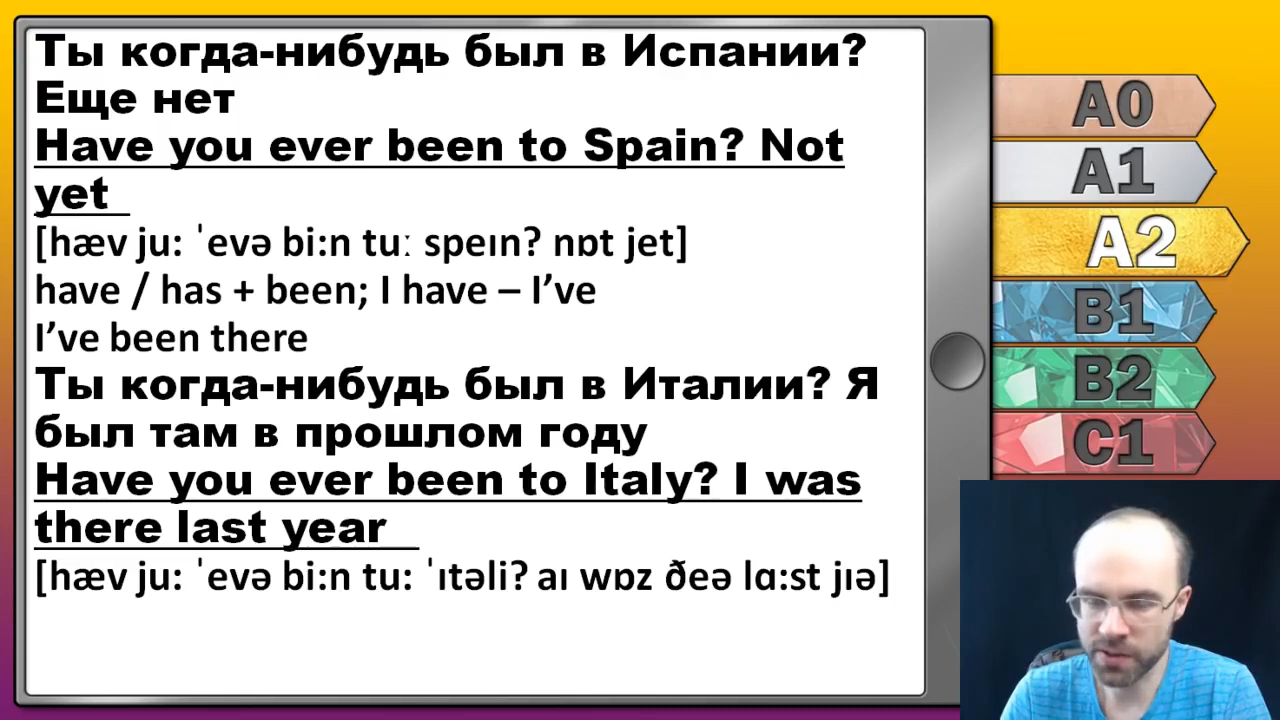 Ты когда-нибудь был в Испании?
Еще нет
Have you ever been to Spain? Not
yet
[hæv ju: ˈevə bi:n tuː speɪn? nɒt jet]
have / has + been; I have – I’ve
I’ve been there
Ты когда-нибудь был в Италии? Я
был там в прошлом году
Have you ever been to Italy? I was
there last year
[hæv ju: ˈevə bi:n tu: ˈɪtəli? aɪ wɒz ðeə lɑ:st jɪə]
A0
A1
A2
B1
B2
C1